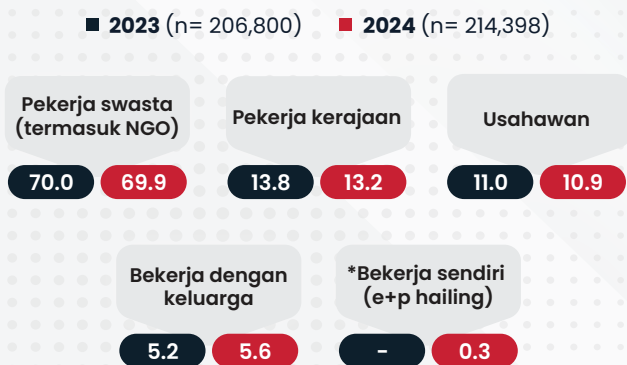 2023 (n= 206,800) 2024 (n= 214,398)
Pekerja swasta
(termasuk NGO)
70.0 69.9
Pekerja kerajaan
13.8 13.2
Usahawan
11.0 10.9
Bekerja dengan
keluarga
5.2 5.6
*Bekerja sendiri
(e+p hailing)
- 0.3